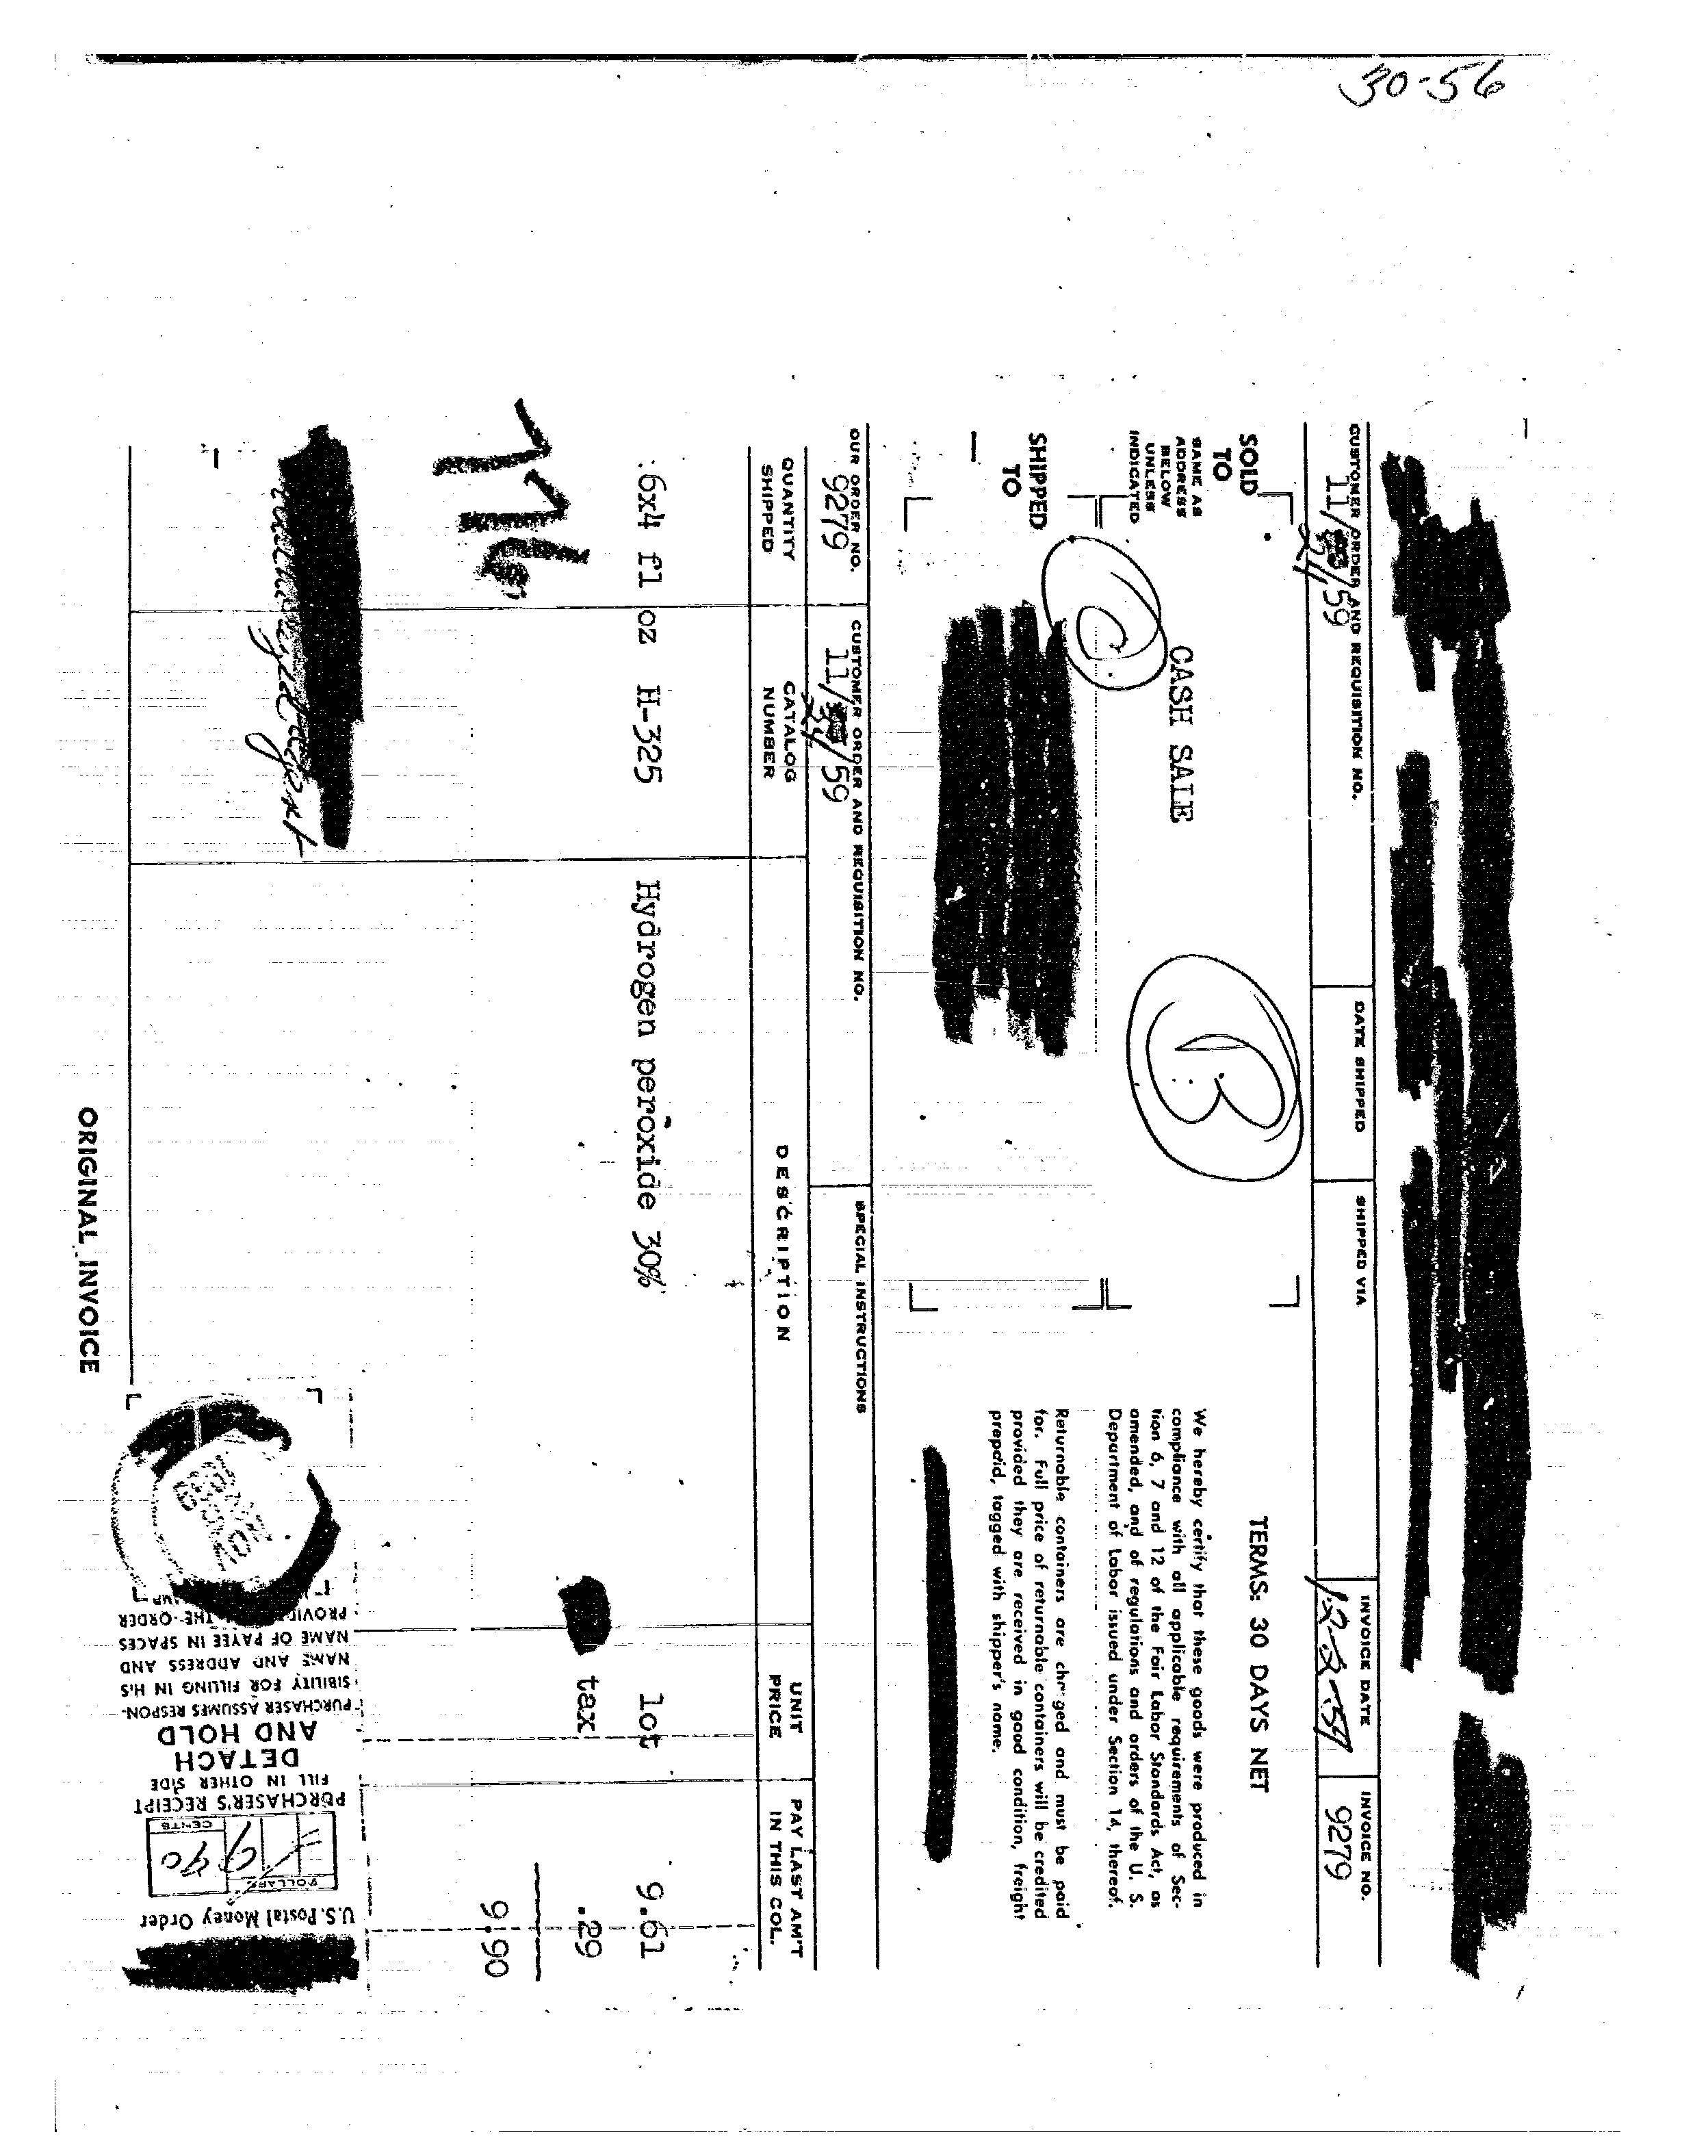 30-56
CUSTOMER ORDER AND REQUISITION NO.
DATE SHIPPED
SHIPPED VIA
INVOICE DATE
INVOICE NO.
11/24/59
12-2-59
9279
SOLD
TO
SAME AS
ADDRESS
BELOW
UNLESS
INDICATED
CASH SALE
B
C
TERMS: 30 DAYS NET
We hereby certify that these goods were produced in
compliance with all applicable requirements of Sec-
tion 6, 7 and 12 of the Fair Labor Standards Act, as
amended, and of regulations and orders of the U. S.
Department of Labor issued under Section 14, thereof.
SHIPPED
TO
Returnable containers are charged and must be paid
for. Full price of returnable containers will be credited
provided they are received in good condition, freight
prepaid, tagged with shipper's name.
OUR ORDER NO.
CUSTOMER ORDER AND REQUISITION NO.
SPECIAL INSTRUCTIONS
9279
11/24/59
QUANTITY
SHIPPED
CATALOG
NUMBER
DESCRIPTION
UNIT
PRICE
PAY LAST AM'T
IN THIS COL.
6x4 fl oz H-325 Hydrogen peroxide 30% lot 9.61
tax .29
9.90
U.S. Postal Money Order
DOLLARS
CENTS
9 90
PURCHASER'S RECEIPT
FILL IN OTHER SIDE
DETACH
AND HOLD
PURCHASER ASSUMES RESPON-
SIBILITY FOR FILLING IN HIS
NAME AND ADDRESS AND
NAME OF PAYEE IN SPACES
THE ORDER
NOV
1959
ORIGINAL INVOICE